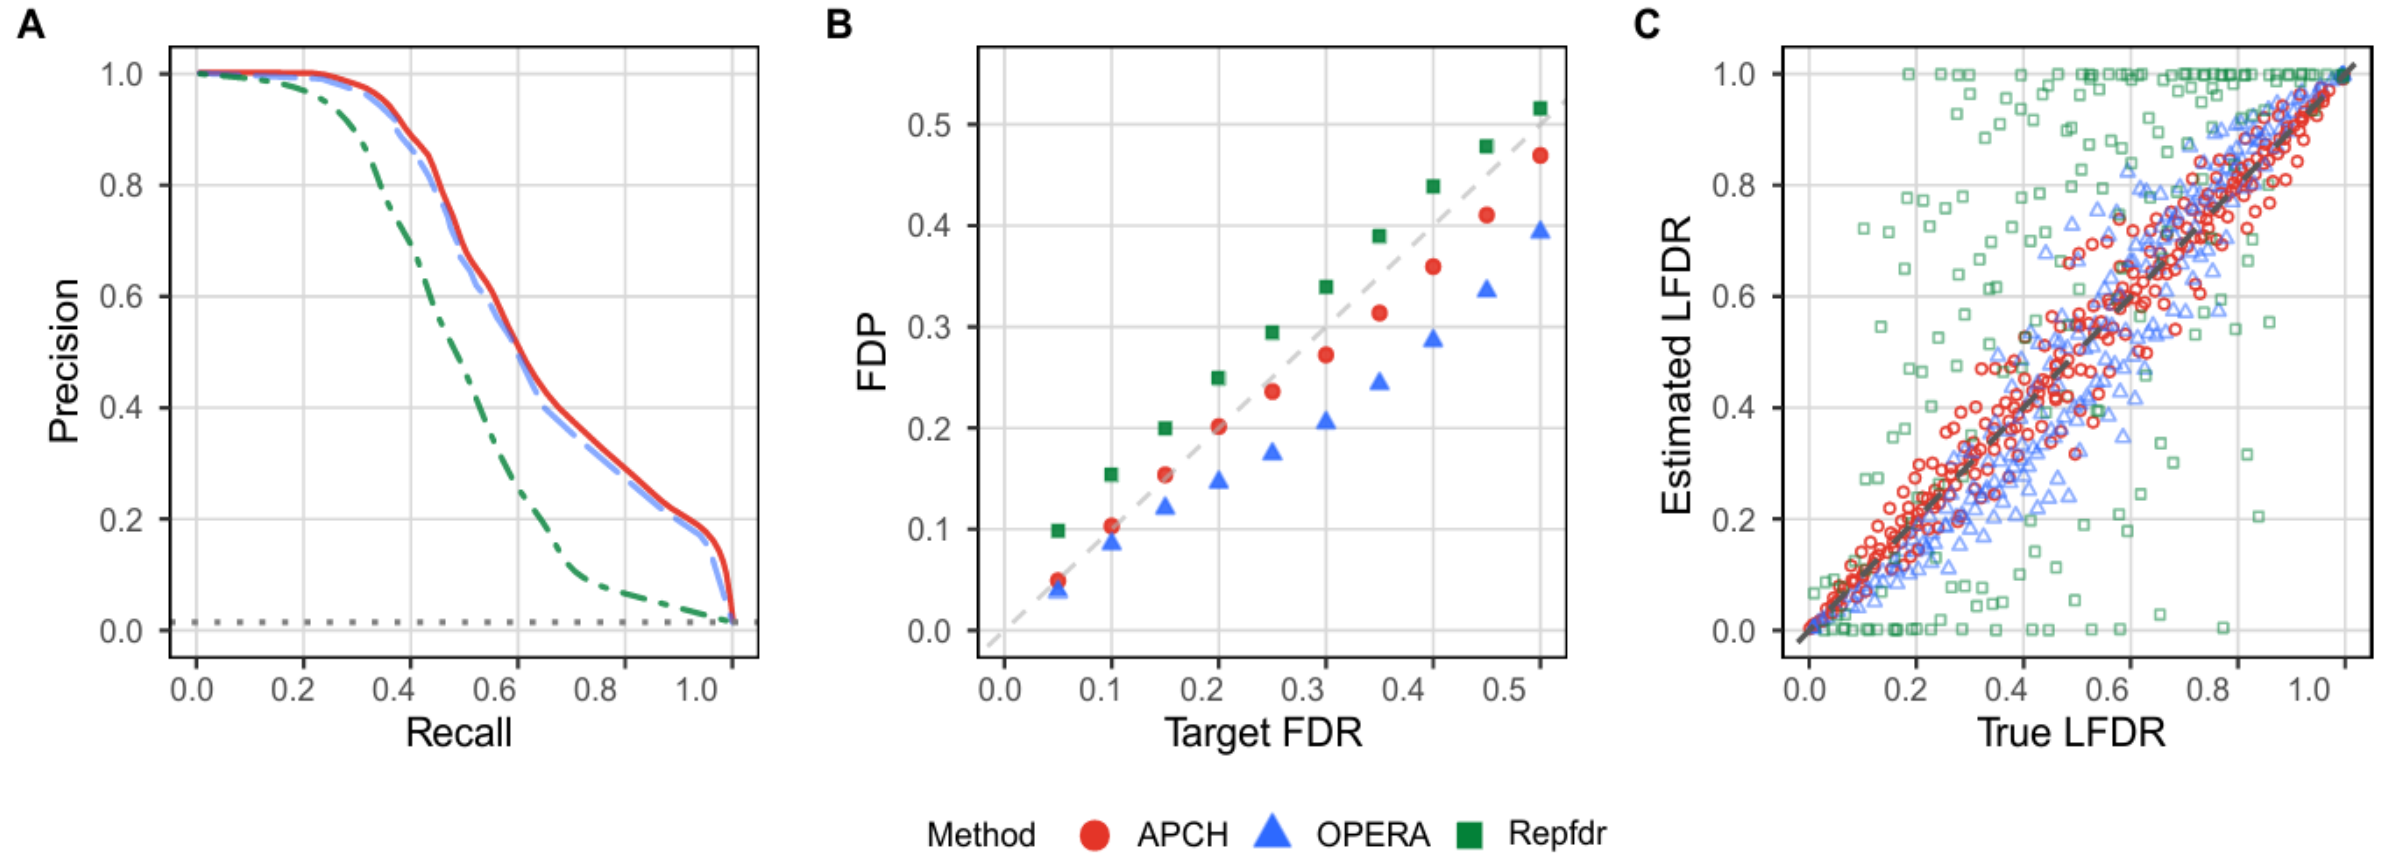 A
1.0
0.8
0.6
0.4
0.2
0.0
Precision
0.0 0.2 0.4 0.6 0.8 1.0
Recall
B
0.5
0.4
0.3
0.2
0.1
0.0
FDP
0.0 0.1 0.2 0.3 0.4 0.5
Target FDR
C
1.0
0.8
0.6
0.4
0.2
0.0
Estimated LFDR
0.0 0.2 0.4 0.6 0.8 1.0
True LFDR
Method APCH OPERA Repfdr